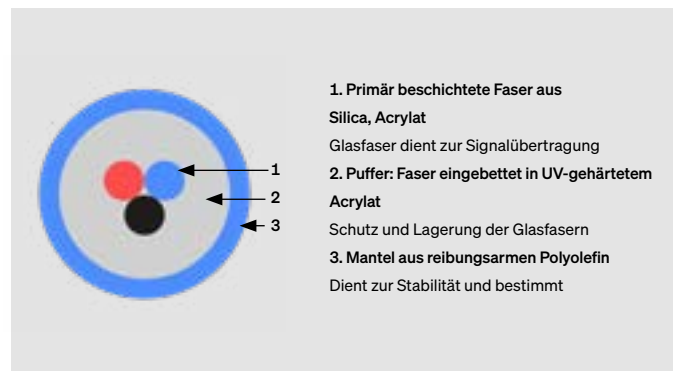 1
2
3
1. Primär beschichtete Faser aus
Silica, Acrylat
Glasfaser dient zur Signalübertragung
2. Puffer: Faser eingebettet in UV-gehärtetem
Acrylat
Schutz und Lagerung der Glasfasern
3. Mantel aus reibungsarmen Polyolefin
Dient zur Stabilität und bestimmt